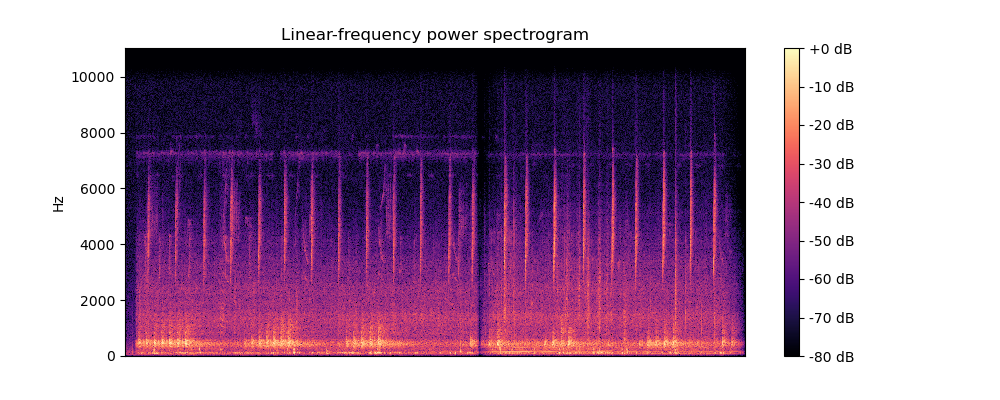 Linear-frequency power spectrogram
Hz
10000
8000
6000
4000
2000
0
+0 dB
-10 dB
-20 dB
-30 dB
-40 dB
-50 dB
-60 dB
-70 dB
-80 dB